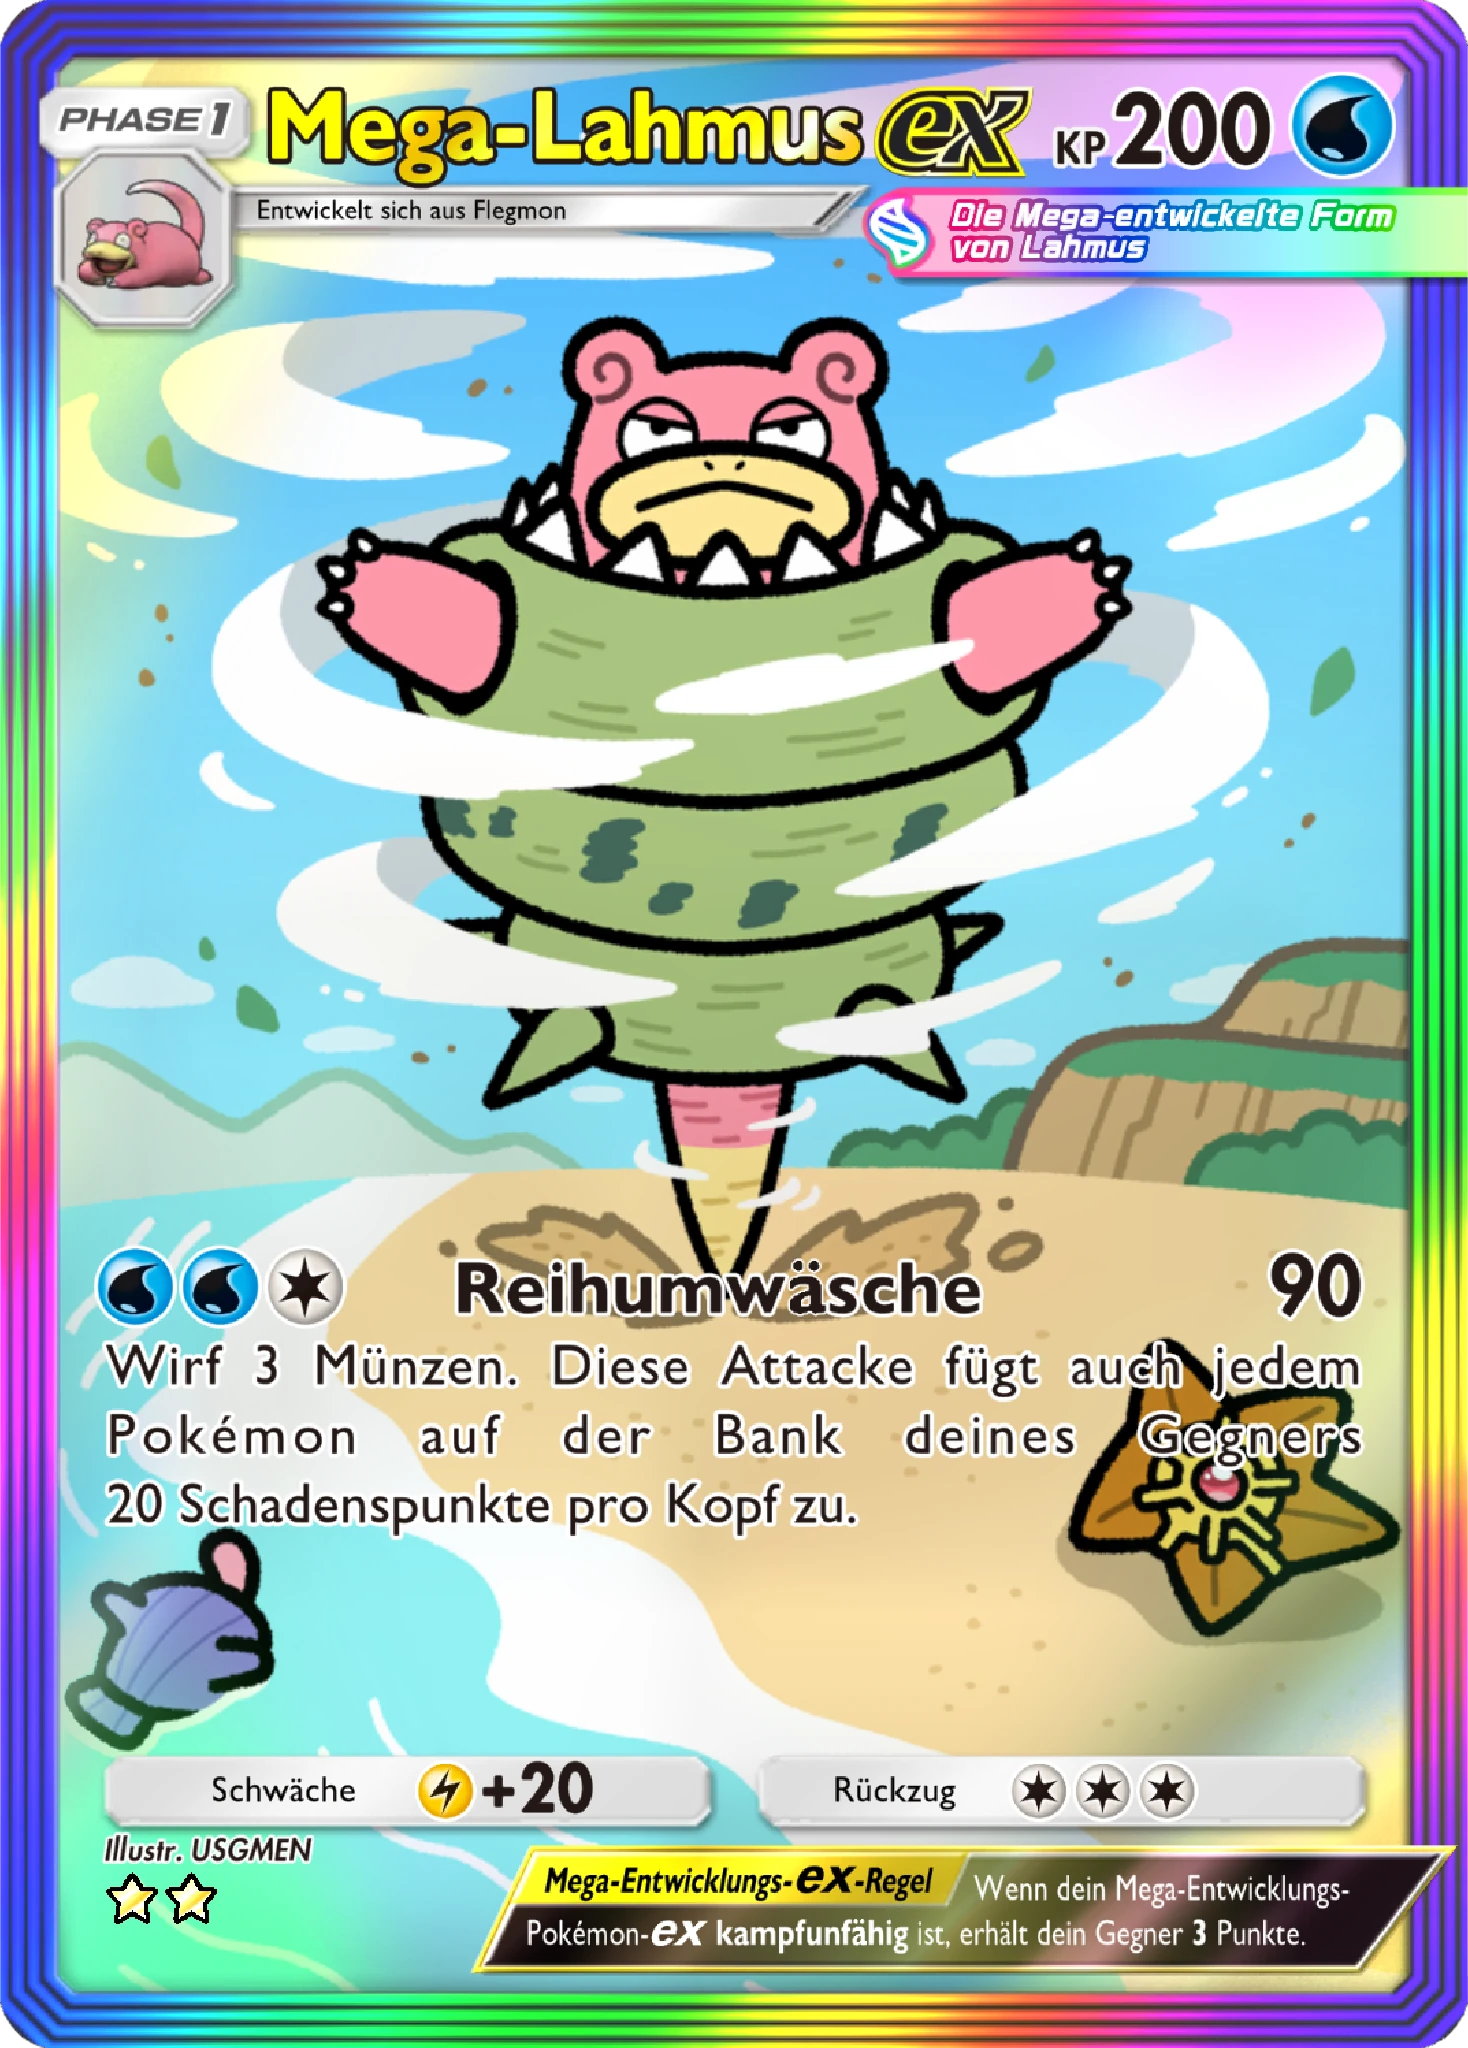 PHASE 1
Mega-Lahmus ex KP 200
Entwickelt sich aus Flegmon
Die Mega-entwickelte Form
von Lahmus
Reihumwäsche 90
Wirf 3 Münzen. Diese Attacke fügt auch jedem
Pokémon auf der Bank deines Gegners
20 Schadenspunkte pro Kopf zu.
Schwäche +20
Rückzug
Illustr. USGMEN
Mega-Entwicklungs-ex-Regel Wenn dein Mega-Entwicklungs-
Pokémon-ex kampfunfähig ist, erhält dein Gegner 3 Punkte.